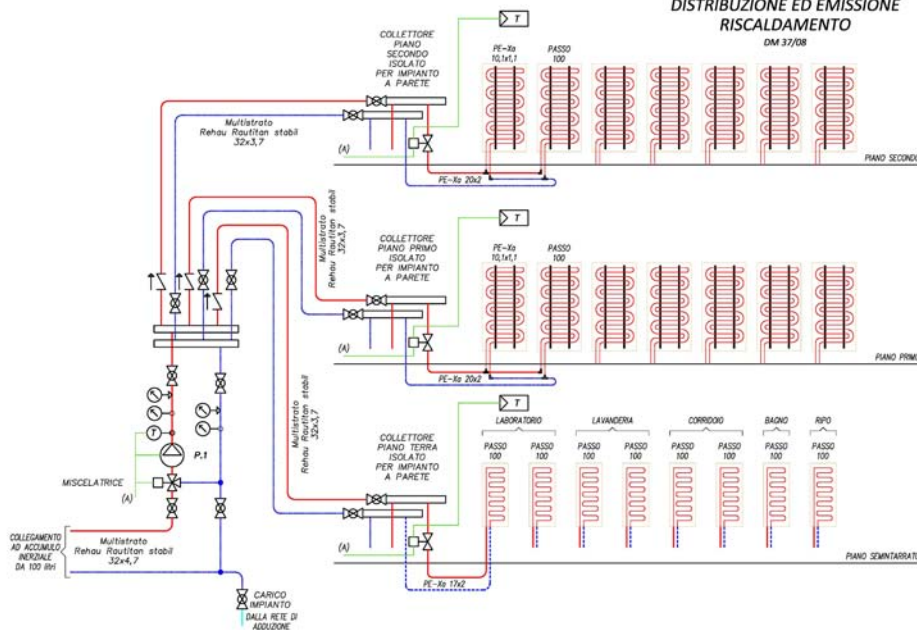 DISTRIBUZIONE ED EMISSIONE
RISCALDAMENTO
DM 37/08
COLLETTORE
PIANO
SECONDO
ISOLATO
PER IMPIANTO
A PARETE
T
PE-Xa
10,1x1,1
PASSO
100
Multistrato
Rehau Rautitan stabil
32x3,7
(A)
PE-Xa 20x2
PIANO SECONDO
Multistrato
Rehau Rautitan stabil
32x3,7
COLLETTORE
PIANO PRIMO
ISOLATO
PER IMPIANTO
A PARETE
T
PE-Xa
10,1x1,1
PASSO
100
(A)
PE-Xa 20x2
PIANO PRIMO
Multistrato
Rehau Rautitan stabil
32x3,7
COLLETTORE
PIANO TERRA
ISOLATO
PER IMPIANTO
A PARETE
T
LABORATORIO
LAVANDERIA
CORRIDOIO
BAGNO
RIPO
PASSO
100
PASSO
100
PASSO
100
PASSO
100
PASSO
100
PASSO
100
PASSO
100
PASSO
100
(A)
PE-Xa 17x2
PIANO SEMINTERRATO
T
P.1
MISCELATRICE
(A)
COLLEGAMENTO
AD ACCUMULO
INERZIALE
DA 100 litri
Multistrato
Rehau Rautitan stabil
32x4,7
CARICO
IMPIANTO
DALLA RETE DI
ADDUZIONE